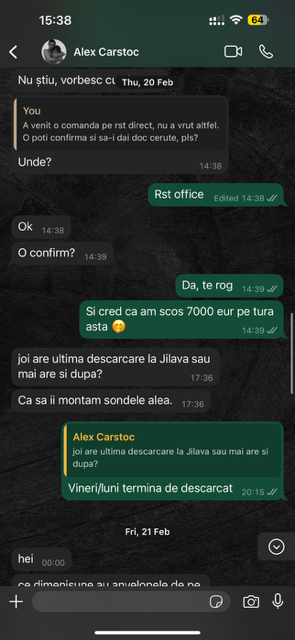 15:38
64
Alex Carstoc
Nu știu, vorbesc cu
Thu, 20 Feb
You
A venit o comanda pe rst direct, nu a vrut altfel.
O poti confirma si sa-i dai doc cerute, pls?
Unde?
14:38
Rst office
Edited 14:38
Ok
14:38
O confirm?
14:39
Da, te rog
14:39
Si cred ca am scos 7000 eur pe tura
asta 🤭
14:39
joi are ultima descarcare la Jilava sau
mai are si dupa?
17:36
Ca sa ii montam sondele alea.
17:36
Alex Carstoc
joi are ultima descarcare la Jilava sau mai are si
dupa?
Vineri/luni termina de descarcat
20:15
Fri, 21 Feb
hei
00:00
ce dimensiune au anvelopele de pe